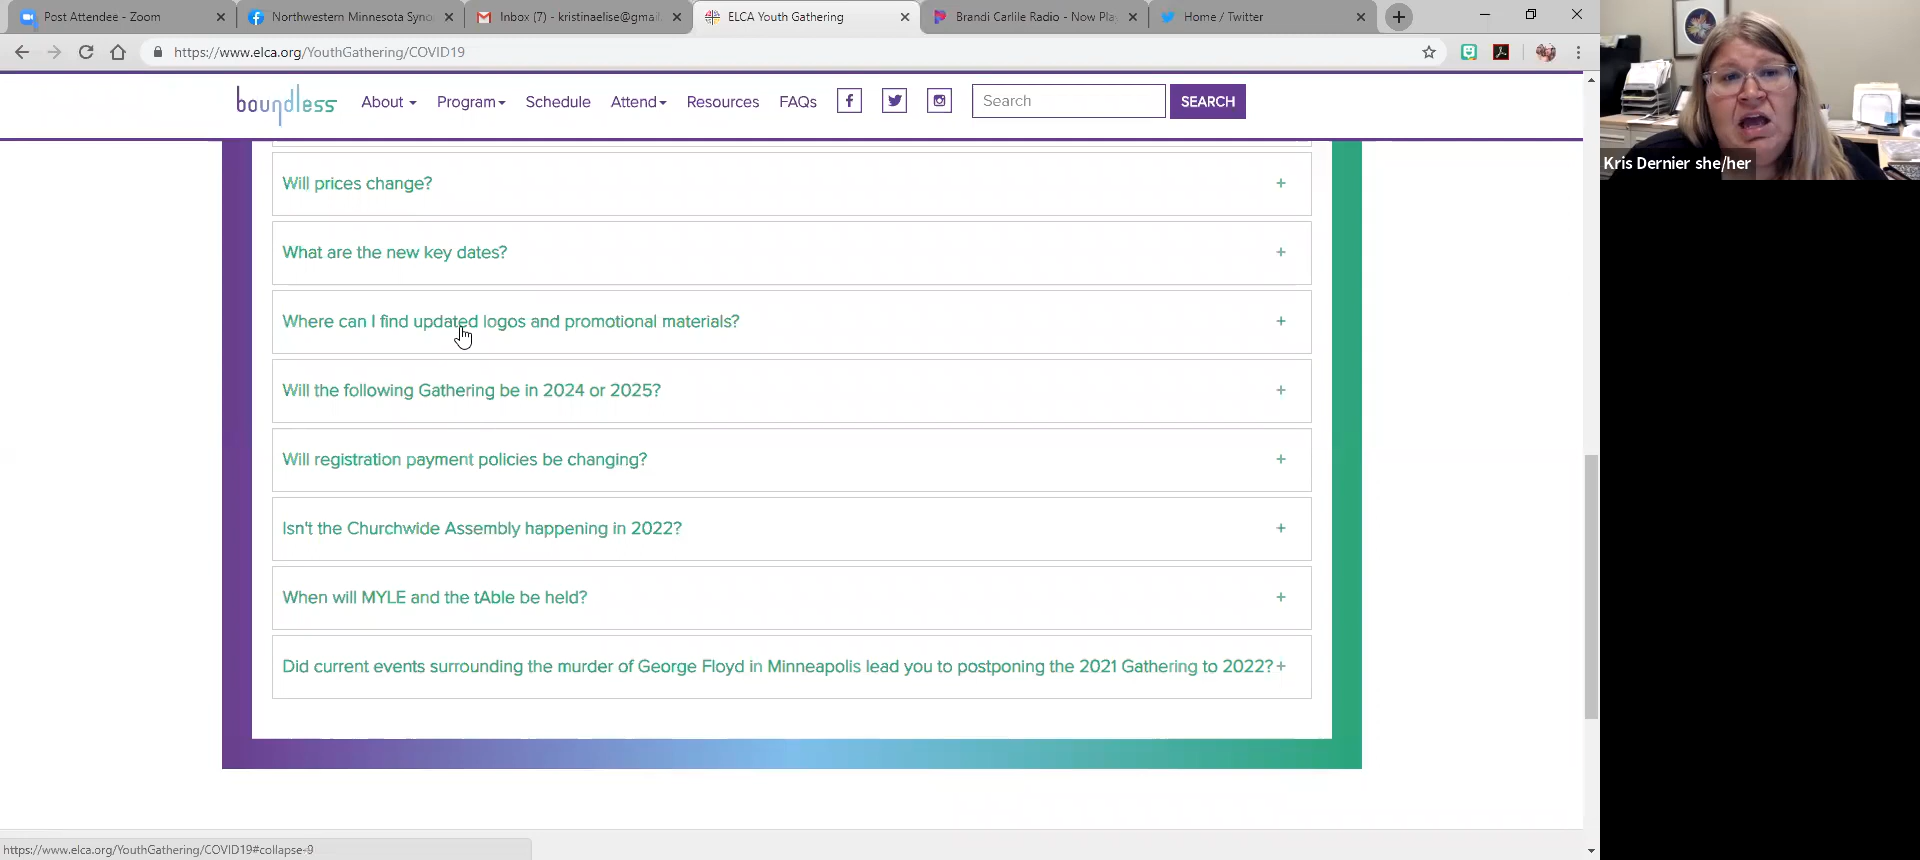 Post Attendee - Zoom
Northwestern Minnesota Syno
Inbox (7) - kristinaelise@gmail.
ELCA Youth Gathering
Brandi Carlile Radio - Now Pla
Home / Twitter
https://www.elca.org/YouthGathering/COVID19
boundless
About
Program
Schedule
Attend
Resources
FAQs
Search
SEARCH
Kris Dernier she/her
Will prices change? +
What are the new key dates? +
Where can I find updated logos and promotional materials? +
Will the following Gathering be in 2024 or 2025? +
Will registration payment policies be changing? +
Isn't the Churchwide Assembly happening in 2022? +
When will MYLE and the tAble be held? +
Did current events surrounding the murder of George Floyd in Minneapolis lead you to postponing the 2021 Gathering to 2022? +
https://www.elca.org/YouthGathering/COVID19#collapse-9